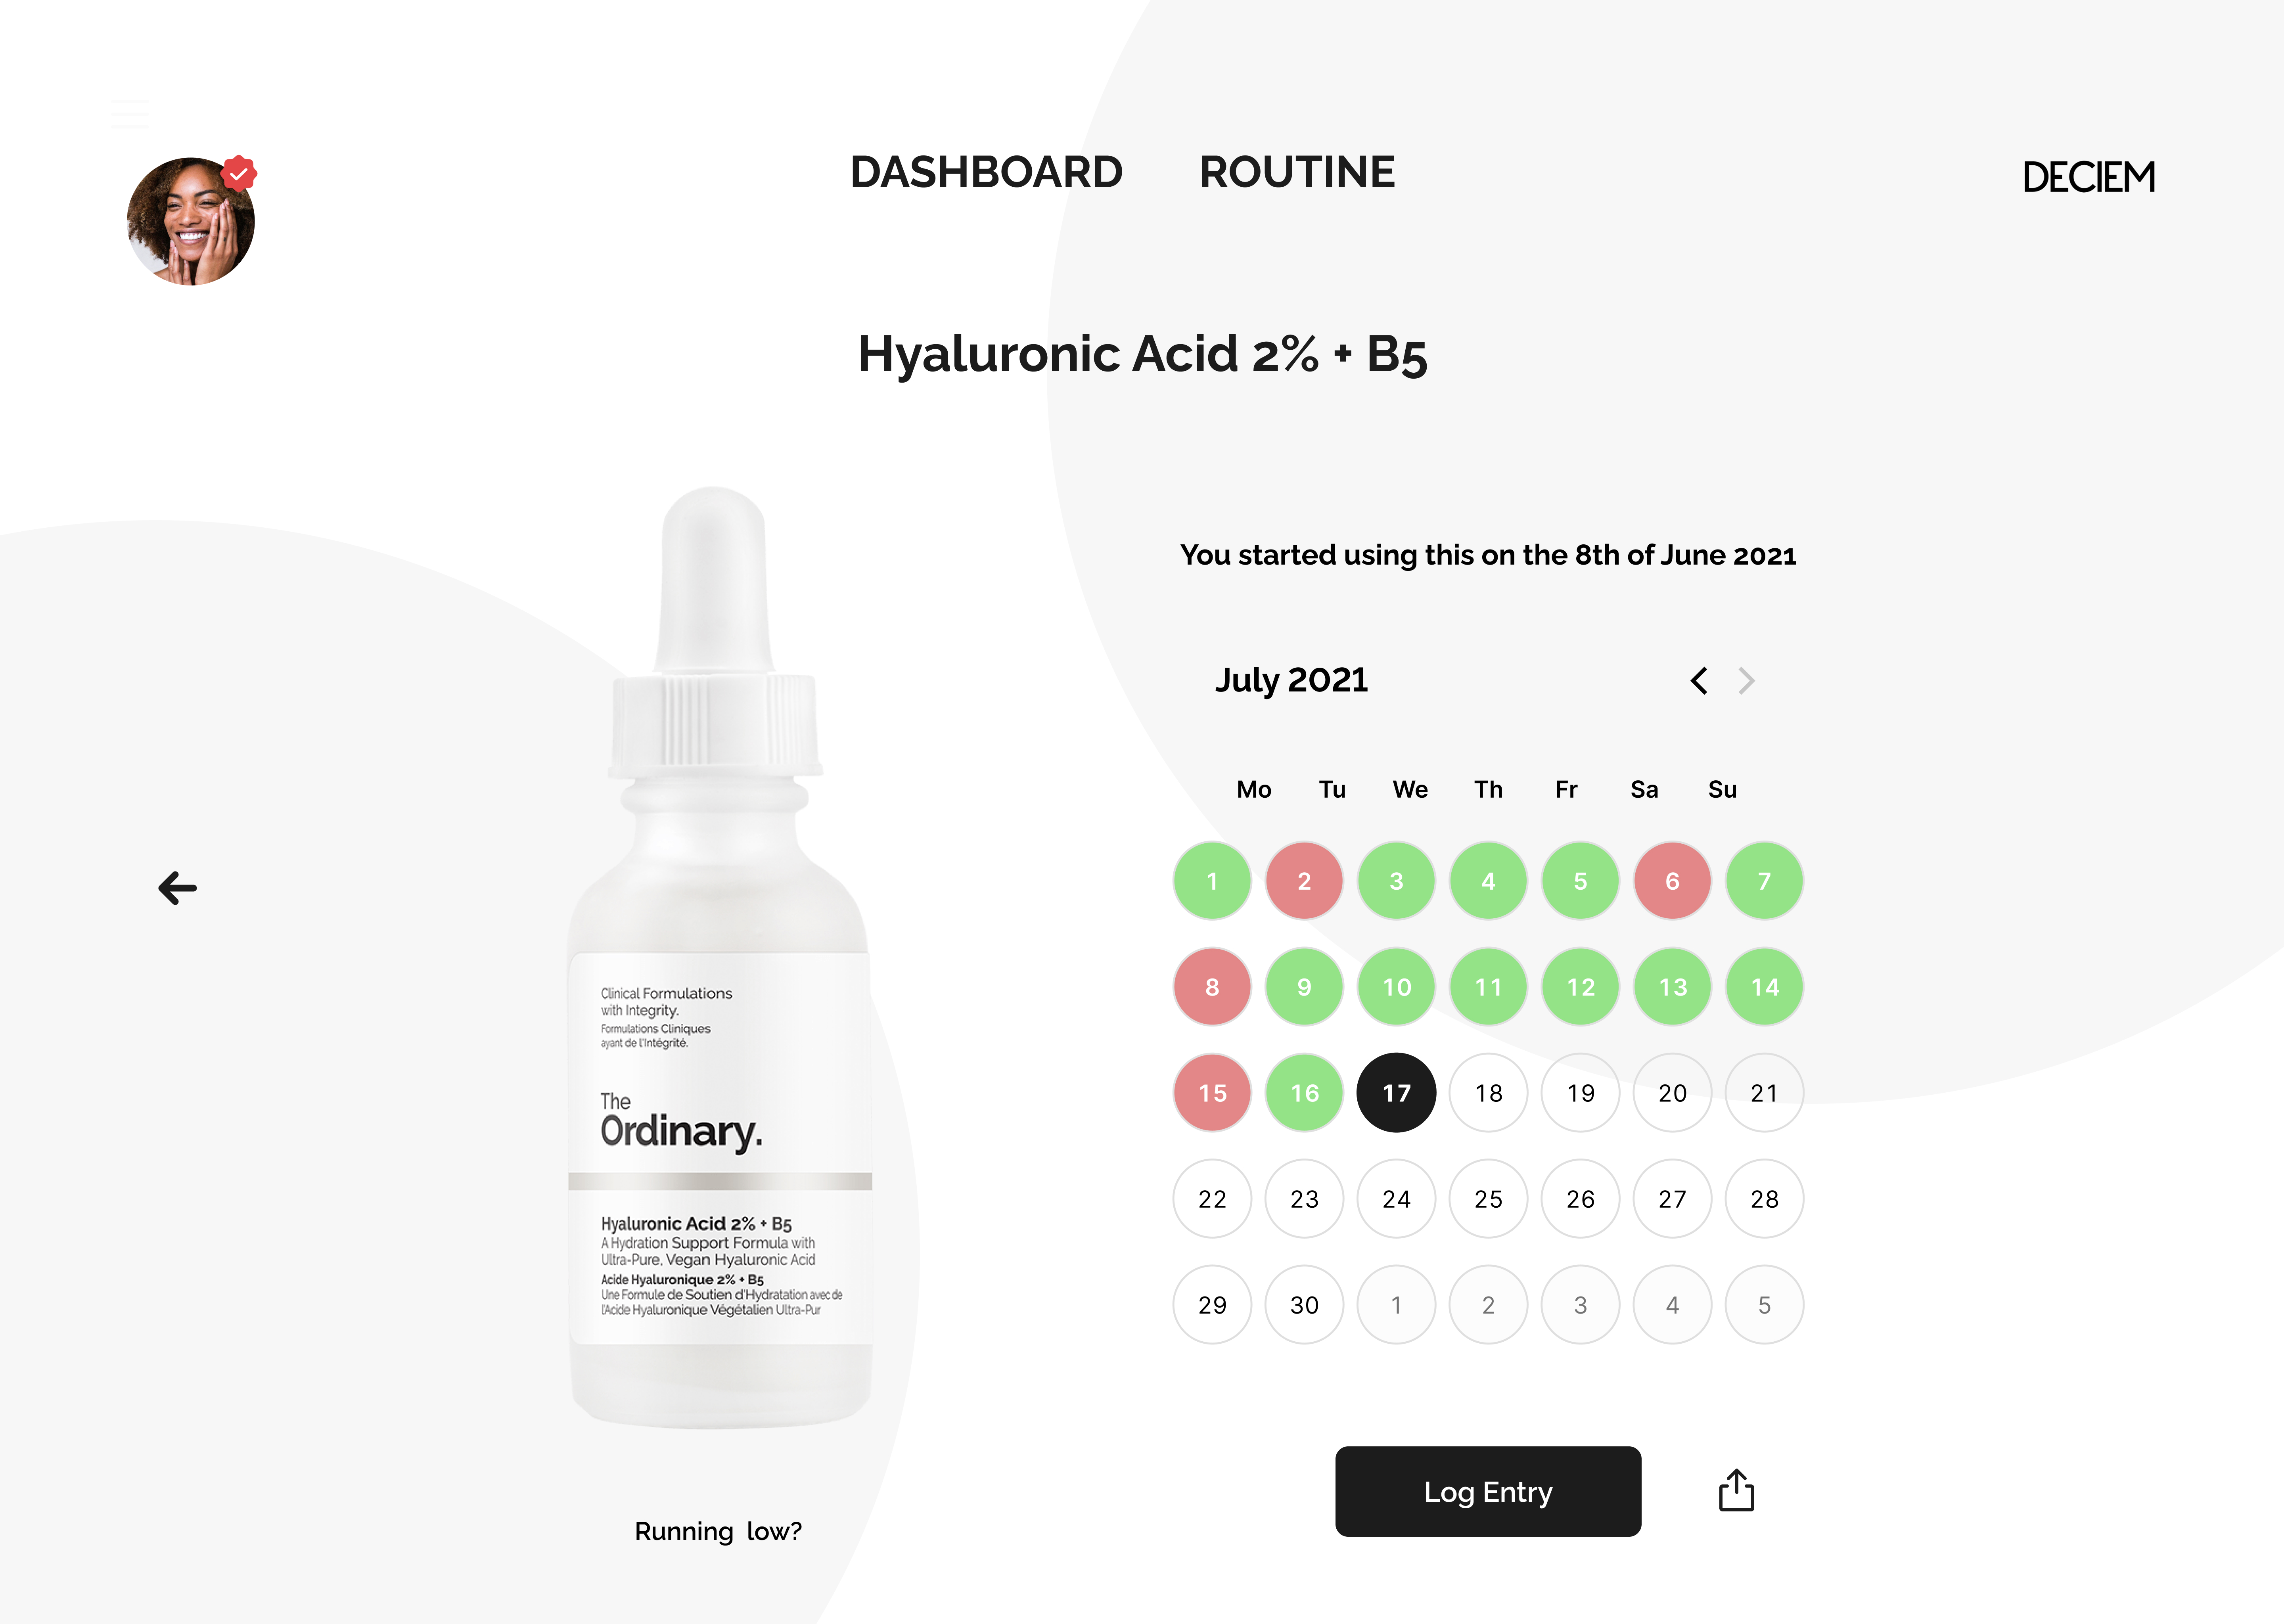 DASHBOARD ROUTINE
DECIEM
Hyaluronic Acid 2% + B5
You started using this on the 8th of June 2021
July 2021
Mo Tu We Th Fr Sa Su
1 2 3 4 5 6 7
8 9 10 11 12 13 14
15 16 17 18 19 20 21
22 23 24 25 26 27 28
29 30 1 2 3 4 5
Clinical Formulations
with Integrity.
Formulations Cliniques
ayant de l'Intégrité.
The
Ordinary.
Hyaluronic Acid 2% + B5
A Hydration Support Formula with
Ultra-Pure, Vegan Hyaluronic Acid
Acide Hyaluronique 2% + B5
Une Formule de Soutien d'Hydratation avec de
l'Acide Hyaluronique Végétalien Ultra-Pur
Running low?
Log Entry